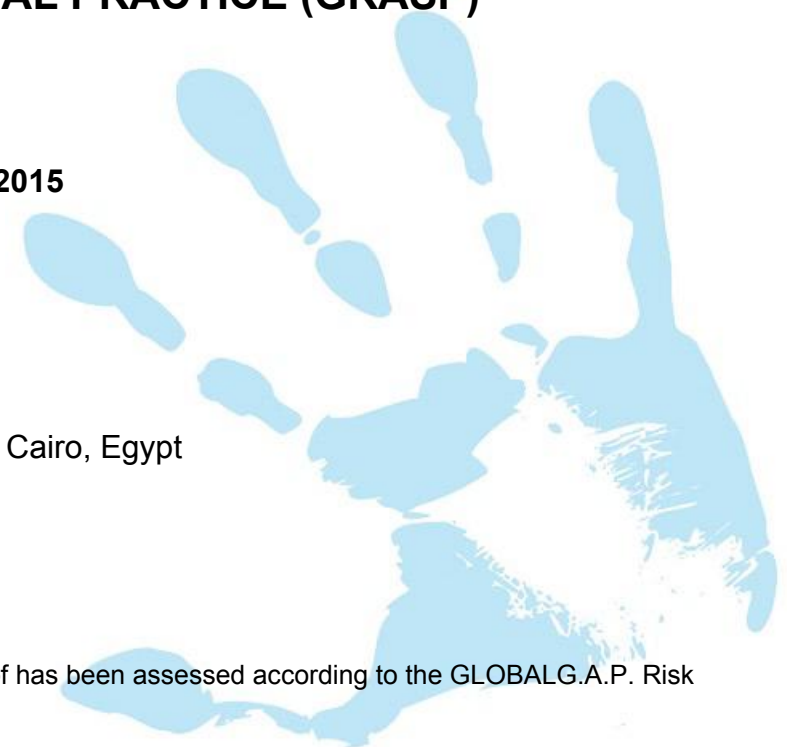 AL PRACTICE (GRASP)
2015
Cairo, Egypt
f has been assessed according to the GLOBALG.A.P. Risk